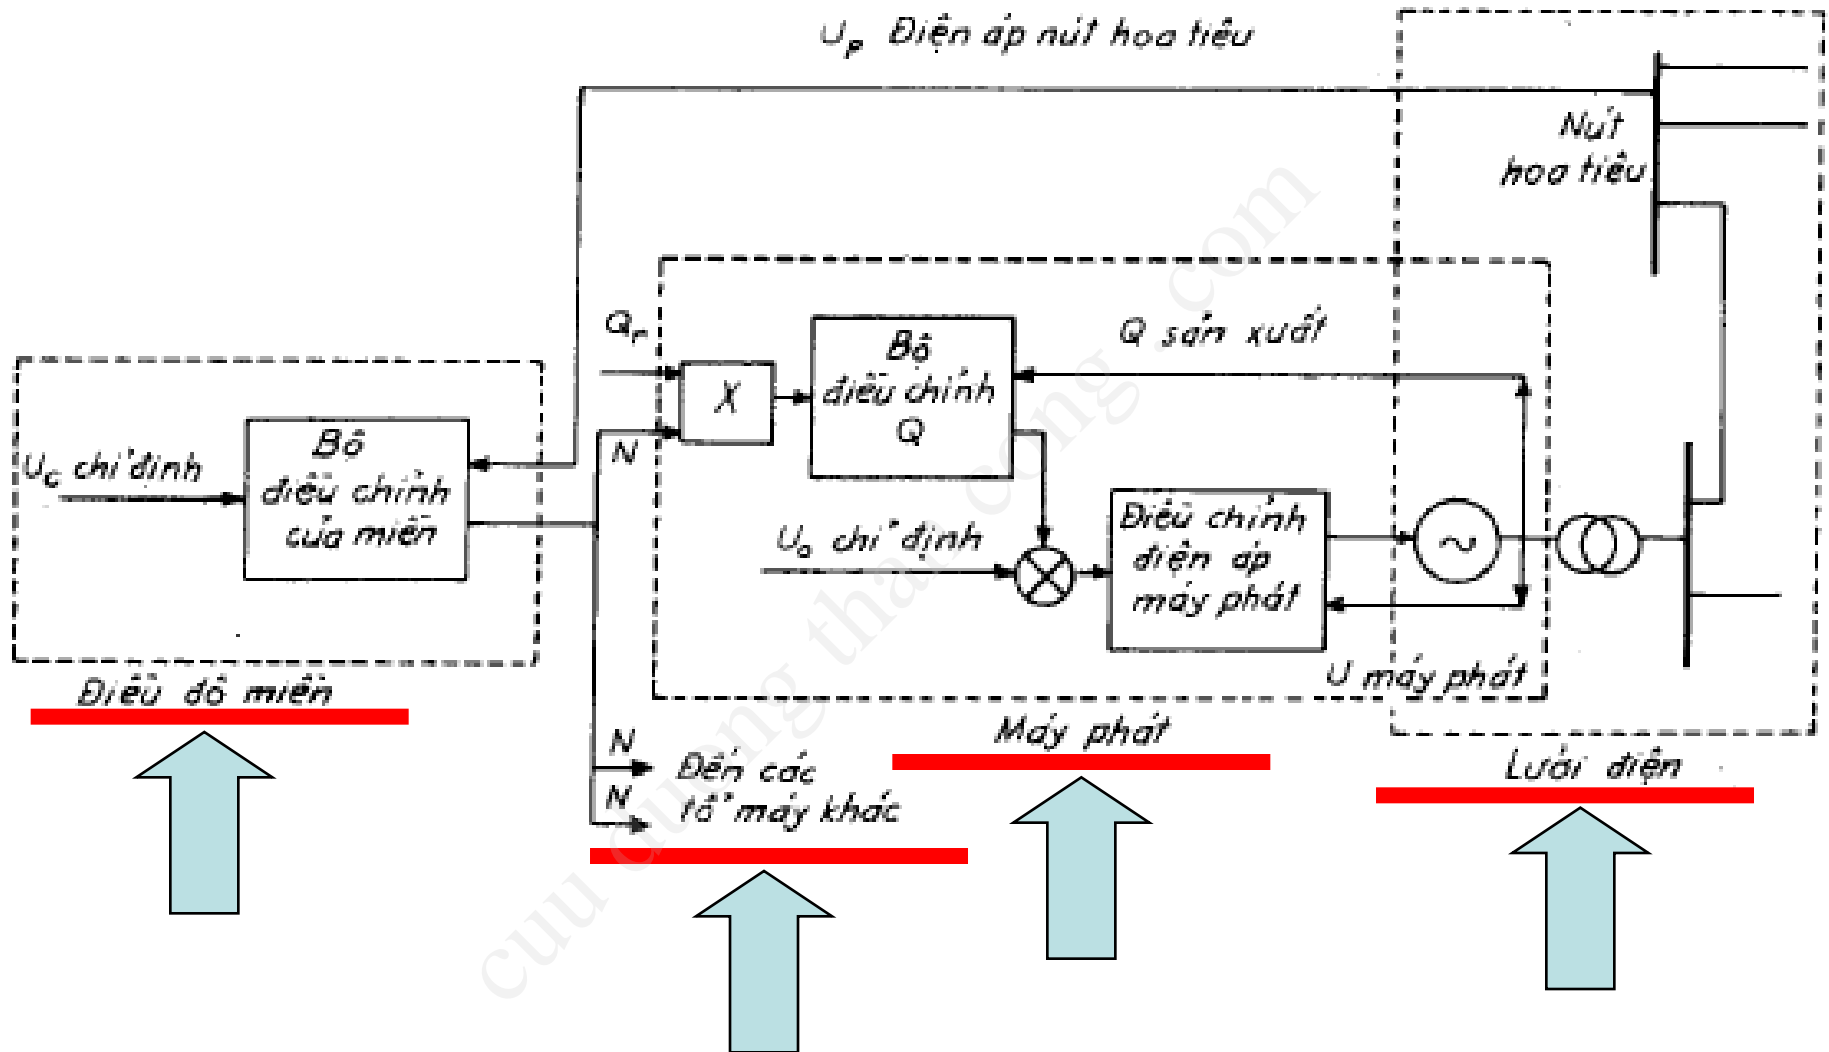 Uₚ Điện áp nút hoa tiêu
Nút
hoa tiêu
Qᵣ
Bộ
điều chỉnh
Q
Q sản xuất
X
N
Bộ
điều chỉnh
của miền
U_c chỉ định
U₀ chỉ định
Điều chỉnh
điện áp
máy phát
~
U máy phát
Điều độ miền
Máy phát
Lưới điện
N
Đến các
N
tổ máy khác
cuu duong than cong . com